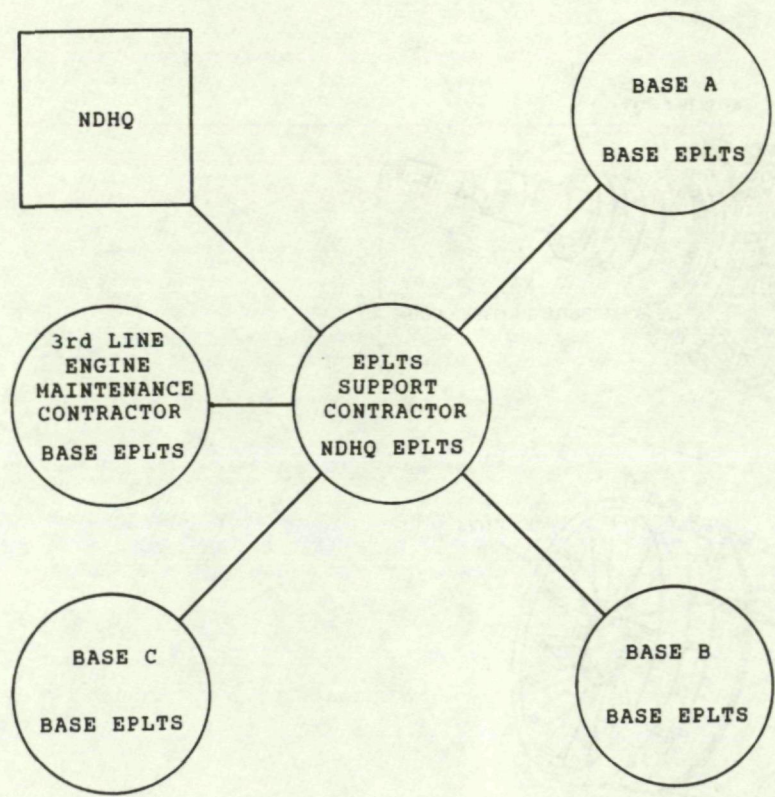 NDHQ
BASE A
BASE EPLTS
3rd LINE
ENGINE
MAINTENANCE
CONTRACTOR
BASE EPLTS
EPLTS
SUPPORT
CONTRACTOR
NDHQ EPLTS
BASE C
BASE EPLTS
BASE B
BASE EPLTS